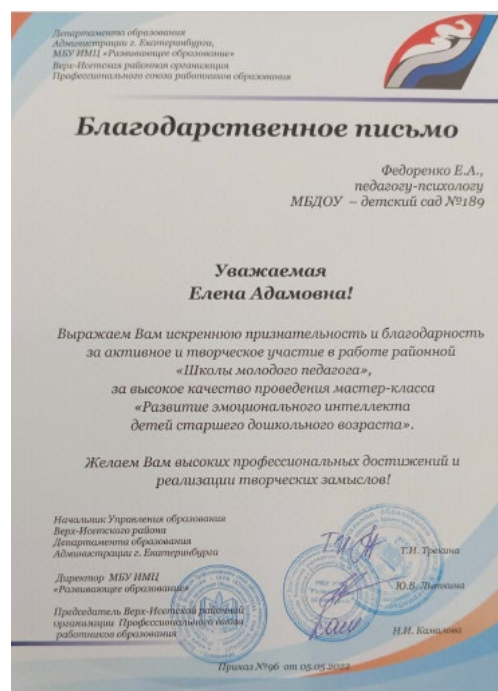 Департамента образования
Администрации г. Екатеринбурга,
МБУ ИМЦ «Развивающее образование»
Верх-Исетская районная организация
Профессионального союза работников образования
Благодарственное письмо
Федоренко Е.А.,
педагогу-психологу
МБДОУ – детский сад №189
Уважаемая
Елена Адамовна!
Выражаем Вам искреннюю признательность и благодарность
за активное и творческое участие в работе районной
«Школы молодого педагога»,
за высокое качество проведения мастер-класса
«Развитие эмоционального интеллекта
детей старшего дошкольного возраста».
Желаем Вам высоких профессиональных достижений и
реализации творческих замыслов!
Начальник Управления образования
Верх-Исетского района
Департамента образования
Администрации г. Екатеринбурга
Т.И. Трекина
Директор МБУ ИМЦ
«Развивающее образование»
Ю.В.
Председатель Верх-Исетской районной
организации Профессионального союза
работников образования
Н.И. Камалова
Приказ №96 от 05.05.2022